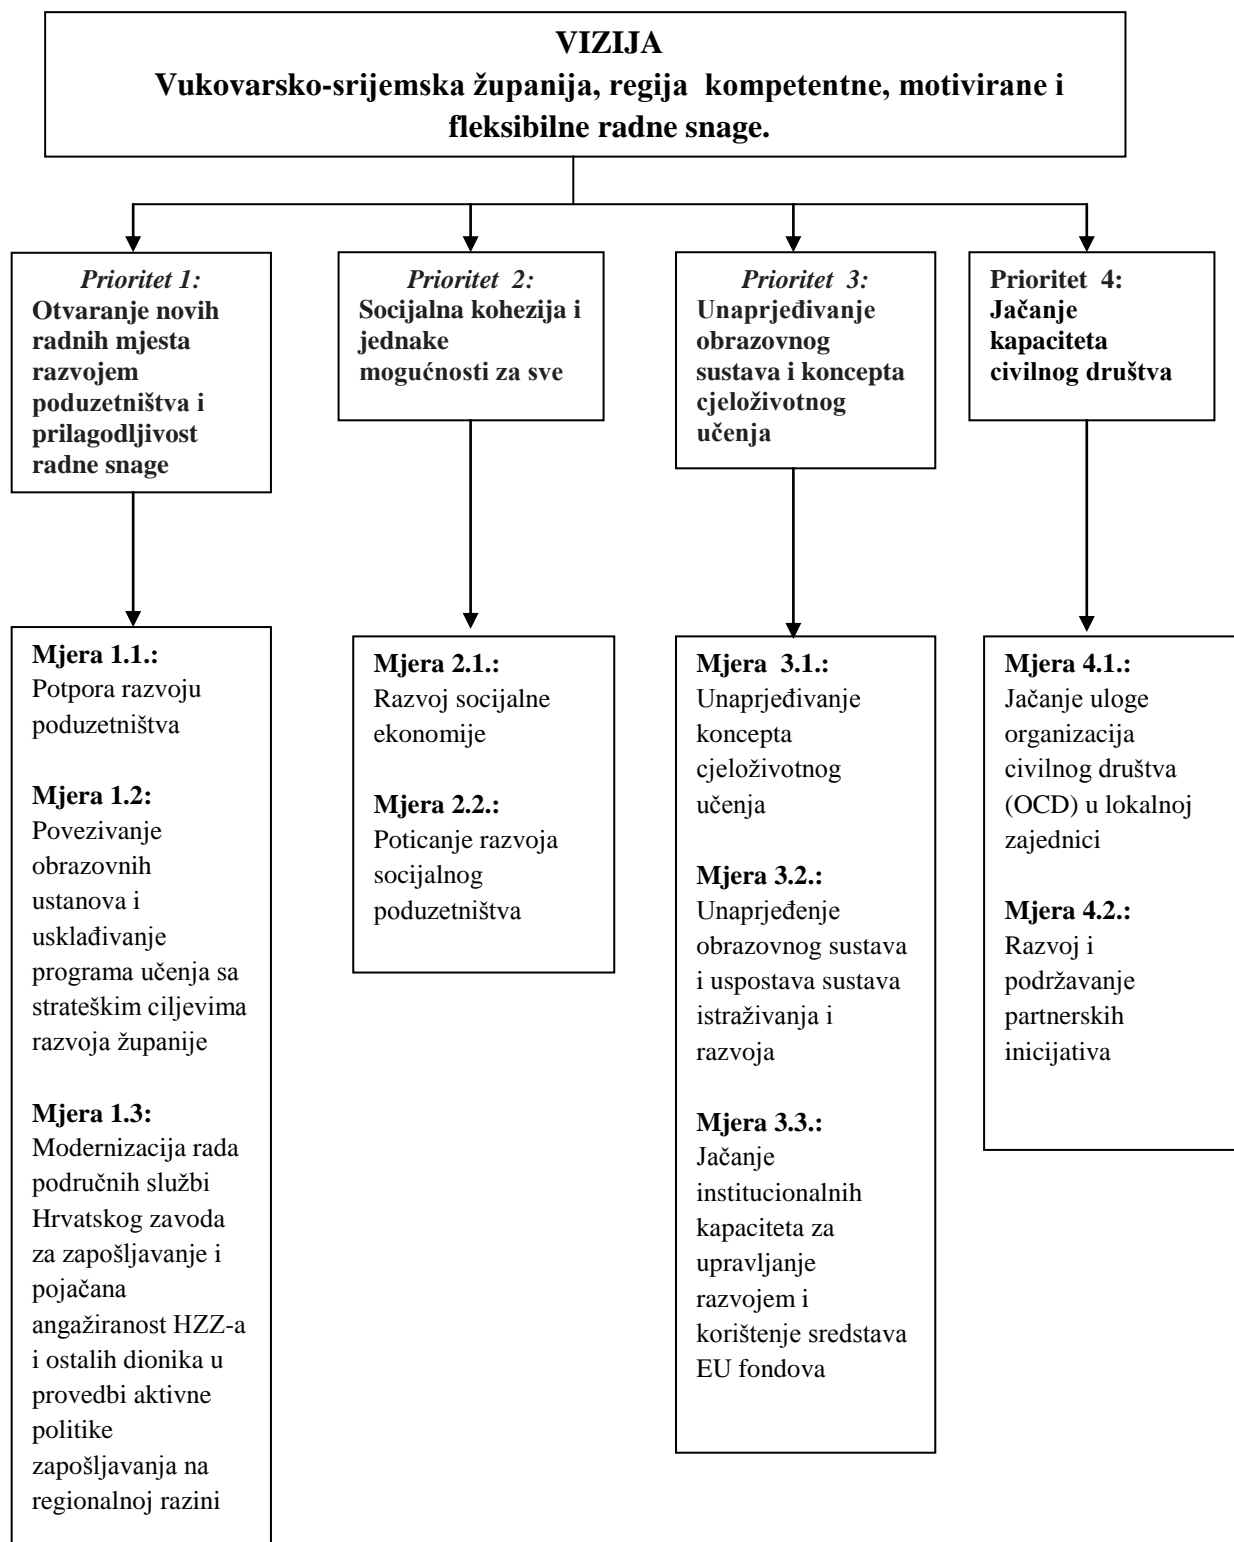 VIZIJA
Vukovarsko-srijemska županija, regija kompetentne, motivirane i
fleksibilne radne snage.
Prioritet 1:
Otvaranje novih
radnih mjesta
razvojem
poduzetništva i
prilagodljivost
radne snage
Prioritet 2:
Socijalna kohezija i
jednake
mogućnosti za sve
Prioritet 3:
Unaprjeđivanje
obrazovnog
sustava i koncepta
cjeloživotnog
učenja
Prioritet 4:
Jačanje
kapaciteta
civilnog društva
Mjera 1.1.:
Potpora razvoju
poduzetništva
Mjera 1.2:
Povezivanje
obrazovnih
ustanova i
usklađivanje
programa učenja sa
strateškim ciljevima
razvoja županije
Mjera 1.3:
Modernizacija rada
područnih službi
Hrvatskog zavoda
za zapošljavanje i
pojačana
angažiranost HZZ-a
i ostalih dionika u
provedbi aktivne
politike
zapošljavanja na
regionalnoj razini
Mjera 2.1.:
Razvoj socijalne
ekonomije
Mjera 2.2.:
Poticanje razvoja
socijalnog
poduzetništva
Mjera 3.1.:
Unaprjeđivanje
koncepta
cjeloživotnog
učenja
Mjera 3.2.:
Unaprjeđenje
obrazovnog sustava
i uspostava sustava
istraživanja i
razvoja
Mjera 3.3.:
Jačanje
institucionalnih
kapaciteta za
upravljanje
razvojem i
korištenje sredstava
EU fondova
Mjera 4.1.:
Jačanje uloge
organizacija
civilnog društva
(OCD) u lokalnoj
zajednici
Mjera 4.2.:
Razvoj i
podržavanje
partnerskih
inicijativa